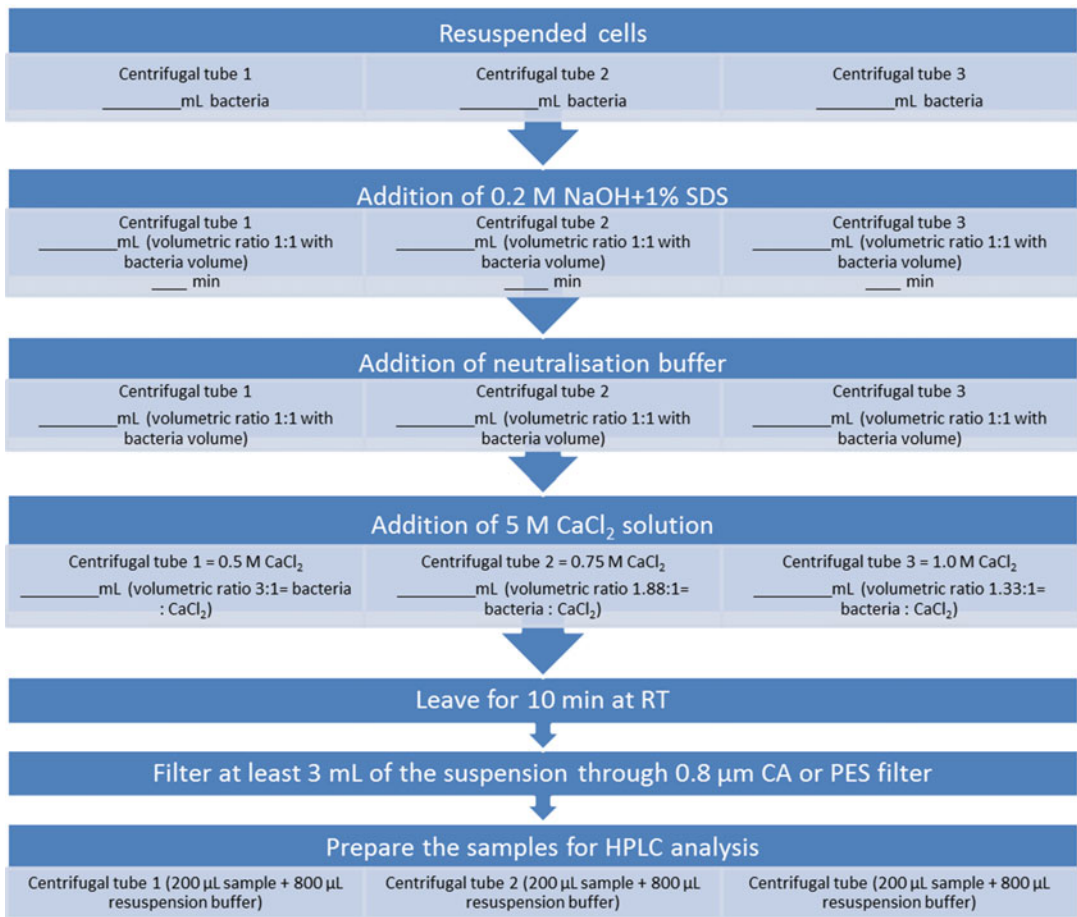 Resuspended cells
Centrifugal tube 1
_________mL bacteria
Centrifugal tube 2
_________mL bacteria
Centrifugal tube 3
_________mL bacteria
Addition of 0.2 M NaOH+1% SDS
Centrifugal tube 1
_________mL (volumetric ratio 1:1 with
bacteria volume)
____ min
Centrifugal tube 2
_________mL (volumetric ratio 1:1 with
bacteria volume)
_____ min
Centrifugal tube 3
_________mL (volumetric ratio 1:1 with
bacteria volume)
____ min
Addition of neutralisation buffer
Centrifugal tube 1
_________mL (volumetric ratio 1:1 with
bacteria volume)
Centrifugal tube 2
_________mL (volumetric ratio 1:1 with
bacteria volume)
Centrifugal tube 3
_________mL (volumetric ratio 1:1 with
bacteria volume)
Addition of 5 M CaCl₂ solution
Centrifugal tube 1 = 0.5 M CaCl₂
_________mL (volumetric ratio 3:1= bacteria
: CaCl₂)
Centrifugal tube 2 = 0.75 M CaCl₂
_________mL (volumetric ratio 1.88:1=
bacteria : CaCl₂)
Centrifugal tube 3 = 1.0 M CaCl₂
_________mL (volumetric ratio 1.33:1=
bacteria : CaCl₂)
Leave for 10 min at RT
Filter at least 3 mL of the suspension through 0.8 µm CA or PES filter
Prepare the samples for HPLC analysis
Centrifugal tube 1 (200 µL sample + 800 µL
resuspension buffer)
Centrifugal tube 2 (200 µL sample + 800 µL
resuspension buffer)
Centrifugal tube (200 µL sample + 800 µL
resuspension buffer)